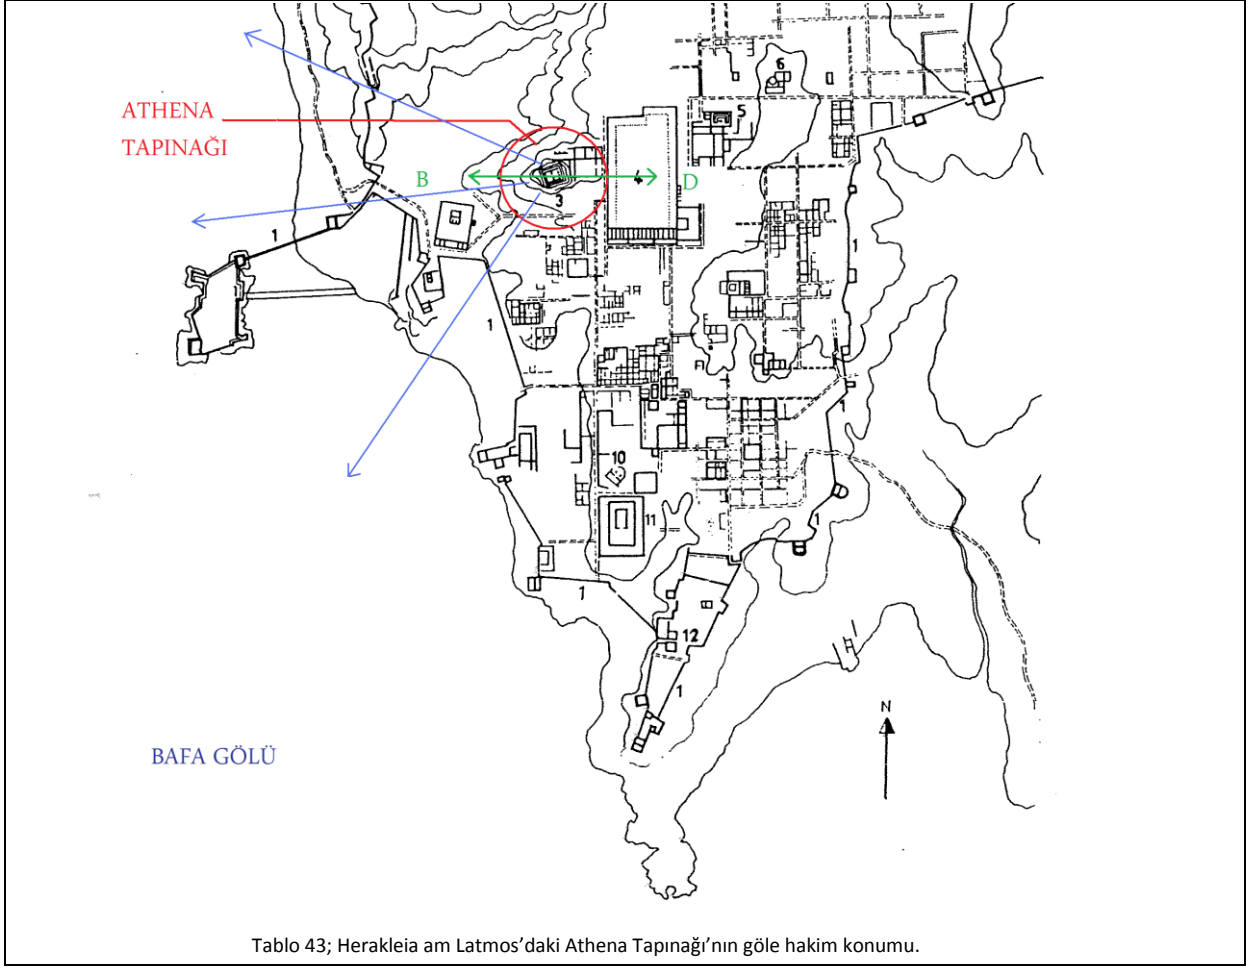 6
ATHENA
5
TAPINAĞI
B
4
D
3
1
1
1
10
11
1
1
12
1
N
BAFA GÖLÜ
Tablo 43; Herakleia am Latmos’daki Athena Tapınağı’nın göle hakim konumu.